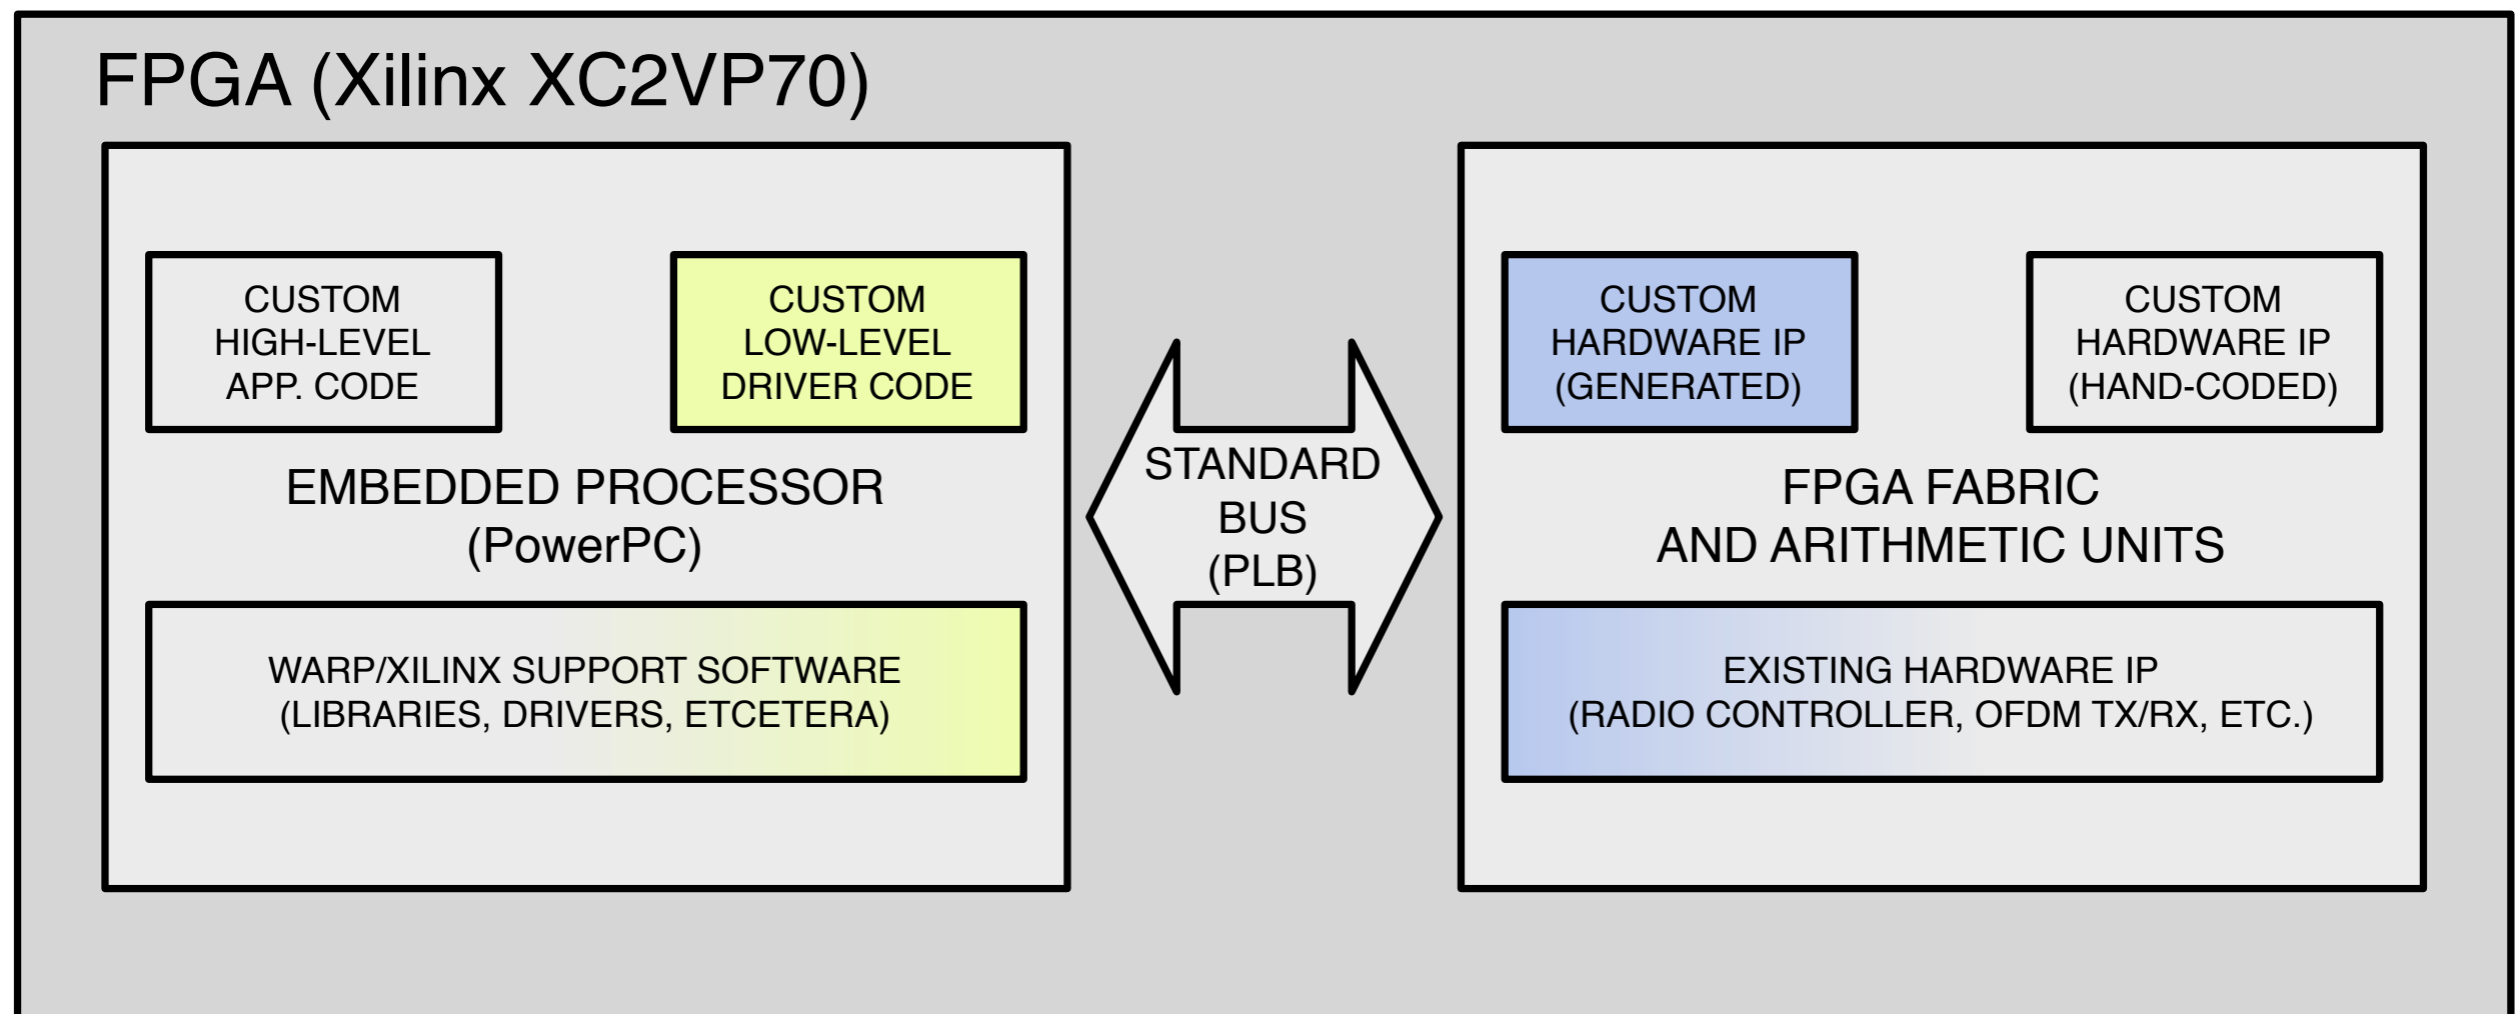 FPGA (Xilinx XC2VP70)
CUSTOM
HIGH-LEVEL
APP. CODE
CUSTOM
LOW-LEVEL
DRIVER CODE
EMBEDDED PROCESSOR
(PowerPC)
WARP/XILINX SUPPORT SOFTWARE
(LIBRARIES, DRIVERS, ETCETERA)
STANDARD
BUS
(PLB)
CUSTOM
HARDWARE IP
(GENERATED)
CUSTOM
HARDWARE IP
(HAND-CODED)
FPGA FABRIC
AND ARITHMETIC UNITS
EXISTING HARDWARE IP
(RADIO CONTROLLER, OFDM TX/RX, ETC.)